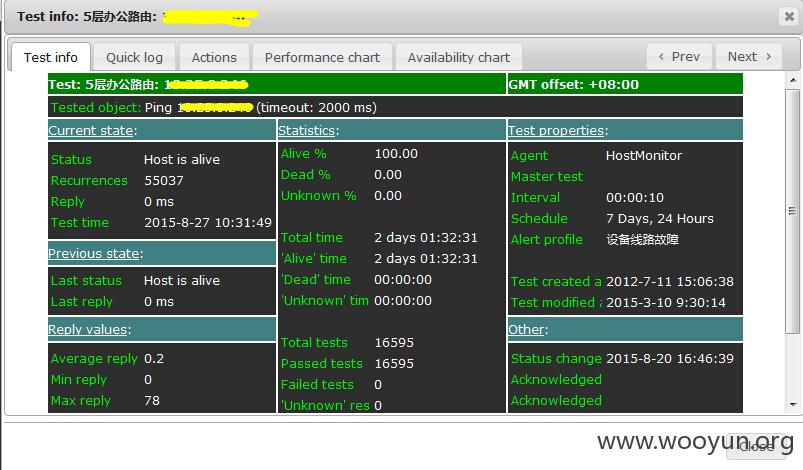 Test info: 5层办公路由:
Test info Quick log Actions Performance chart Availability chart Prev Next
Test: 5层办公路由: GMT offset: +08:00
Tested object: Ping (timeout: 2000 ms)
Current state: Statistics: Test properties:
Status Host is alive
Recurrences 55037
Reply 0 ms
Test time 2015-8-27 10:31:49
Previous state:
Last status Host is alive
Last reply 0 ms
Reply values:
Average reply 0.2
Min reply 0
Max reply 78
Alive % 100.00
Dead % 0.00
Unknown % 0.00
Total time 2 days 01:32:31
'Alive' time 2 days 01:32:31
'Dead' time 00:00:00
'Unknown' tim 00:00:00
Total tests 16595
Passed tests 16595
Failed tests 0
'Unknown' res 0
Agent HostMonitor
Master test
Interval 00:00:10
Schedule 7 Days, 24 Hours
Alert profile 设备线路故障
Test created a 2012-7-11 15:06:38
Test modified a 2015-3-10 9:30:14
Other:
Status change 2015-8-20 16:46:39
Acknowledged
Acknowledged
www.wooyun.org
Close